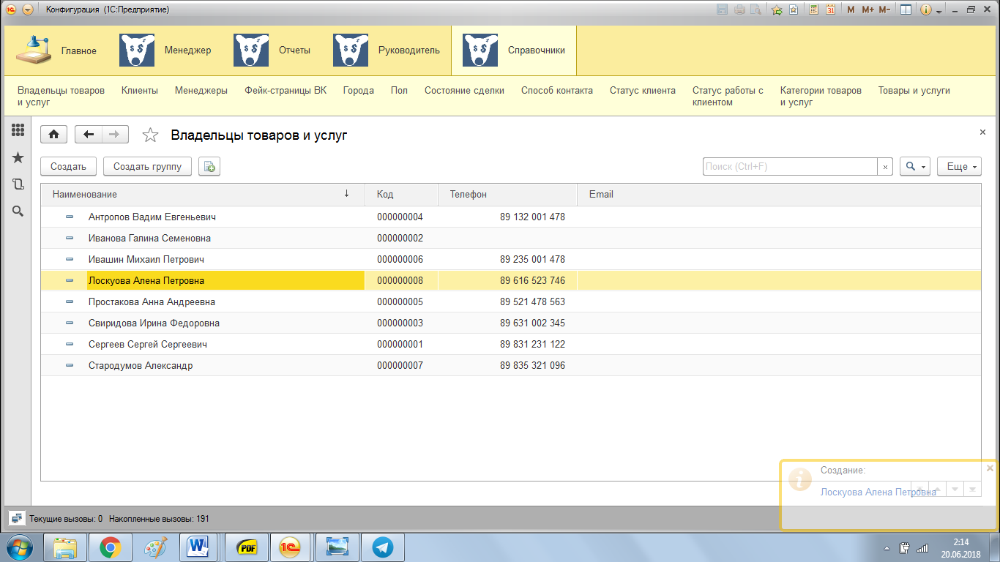 Конфигурация (1С:Предприятие)
M M+ M-
Главное
Менеджер
Отчеты
Руководитель
Справочники
Владельцы товаров и услуг
Клиенты
Менеджеры
Фейк-страницы ВК
Города
Пол
Состояние сделки
Способ контакта
Статус клиента
Статус работы с клиентом
Категории товаров и услуг
Товары и услуги
Владельцы товаров и услуг
Создать
Создать группу
Поиск (Ctrl+F)
Еще
Наименование Код Телефон Email
Антропов Вадим Евгеньевич 000000004 89 132 001 478
Иванова Галина Семеновна 000000002
Ивашин Михаил Петрович 000000006 89 235 001 478
Лоскуова Алена Петровна 000000008 89 616 523 746
Простакова Анна Андреевна 000000005 89 521 478 563
Свиридова Ирина Федоровна 000000003 89 631 002 345
Сергеев Сергей Сергеевич 000000001 89 831 231 122
Стародумов Александр 000000007 89 835 321 096
Создание:
Лоскуова Алена Петровна
Текущие вызовы: 0 Накопленные вызовы: 191
PDF
1С
2:14
20.06.2018